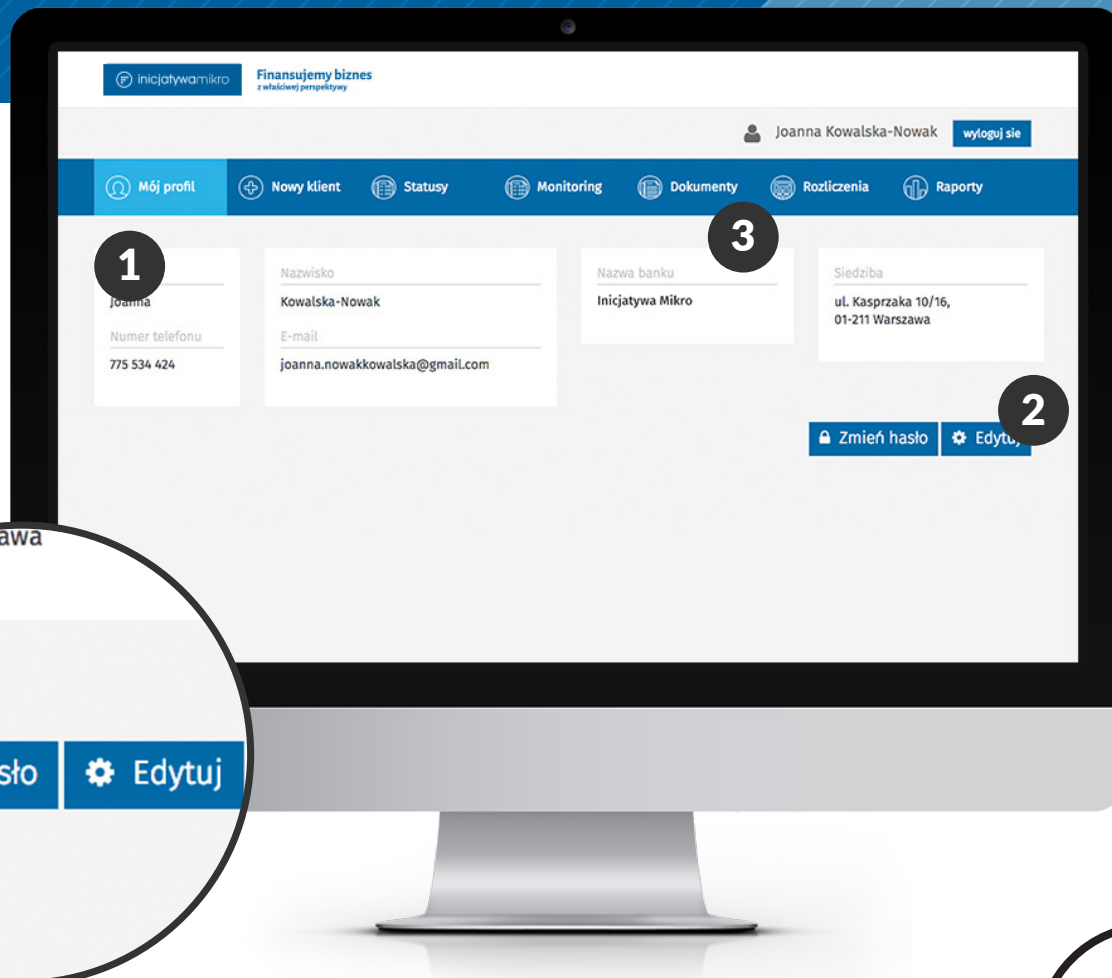 inicjatywamikro
Finansujemy biznes
z właściwej perspektywy
Joanna Kowalska-Nowak
wyloguj sie
Mój profil
Nowy klient
Statusy
Monitoring
Dokumenty
Rozliczenia
Raporty
1
3
Joanna
Numer telefonu
775 534 424
Nazwisko
Kowalska-Nowak
E-mail
joanna.nowakkowalska@gmail.com
Nazwa banku
Inicjatywa Mikro
Siedziba
ul. Kasprzaka 10/16,
01-211 Warszawa
2
Zmień hasło
Edytuj
awa
sło
Edytuj